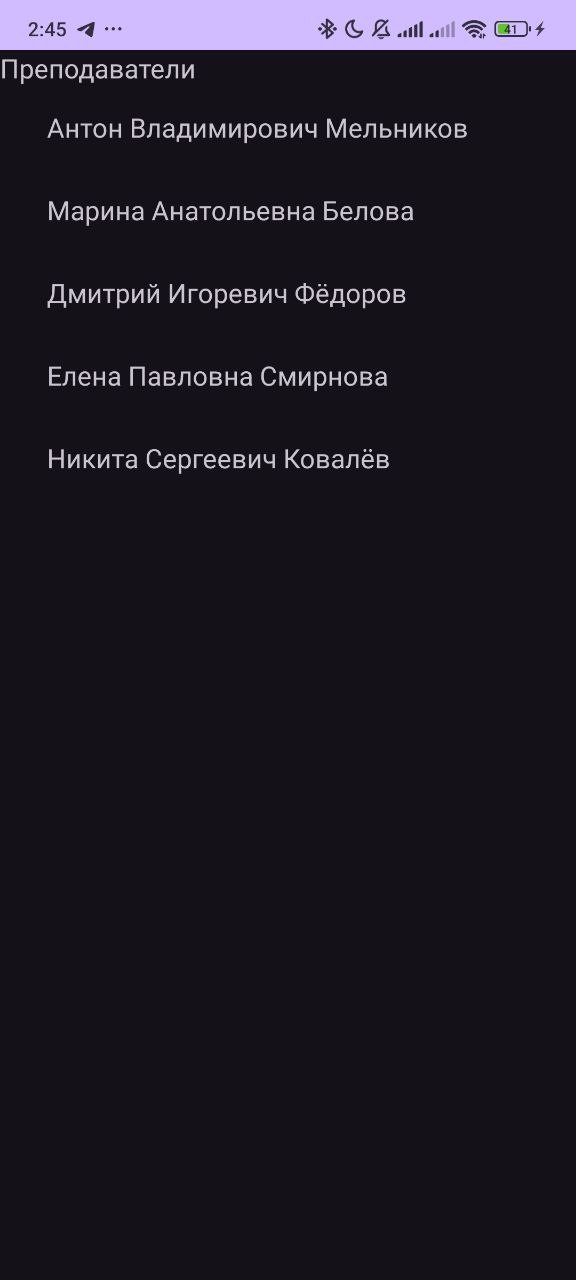 2:45
41
Преподаватели
Антон Владимирович Мельников
Марина Анатольевна Белова
Дмитрий Игоревич Фёдоров
Елена Павловна Смирнова
Никита Сергеевич Ковалёв